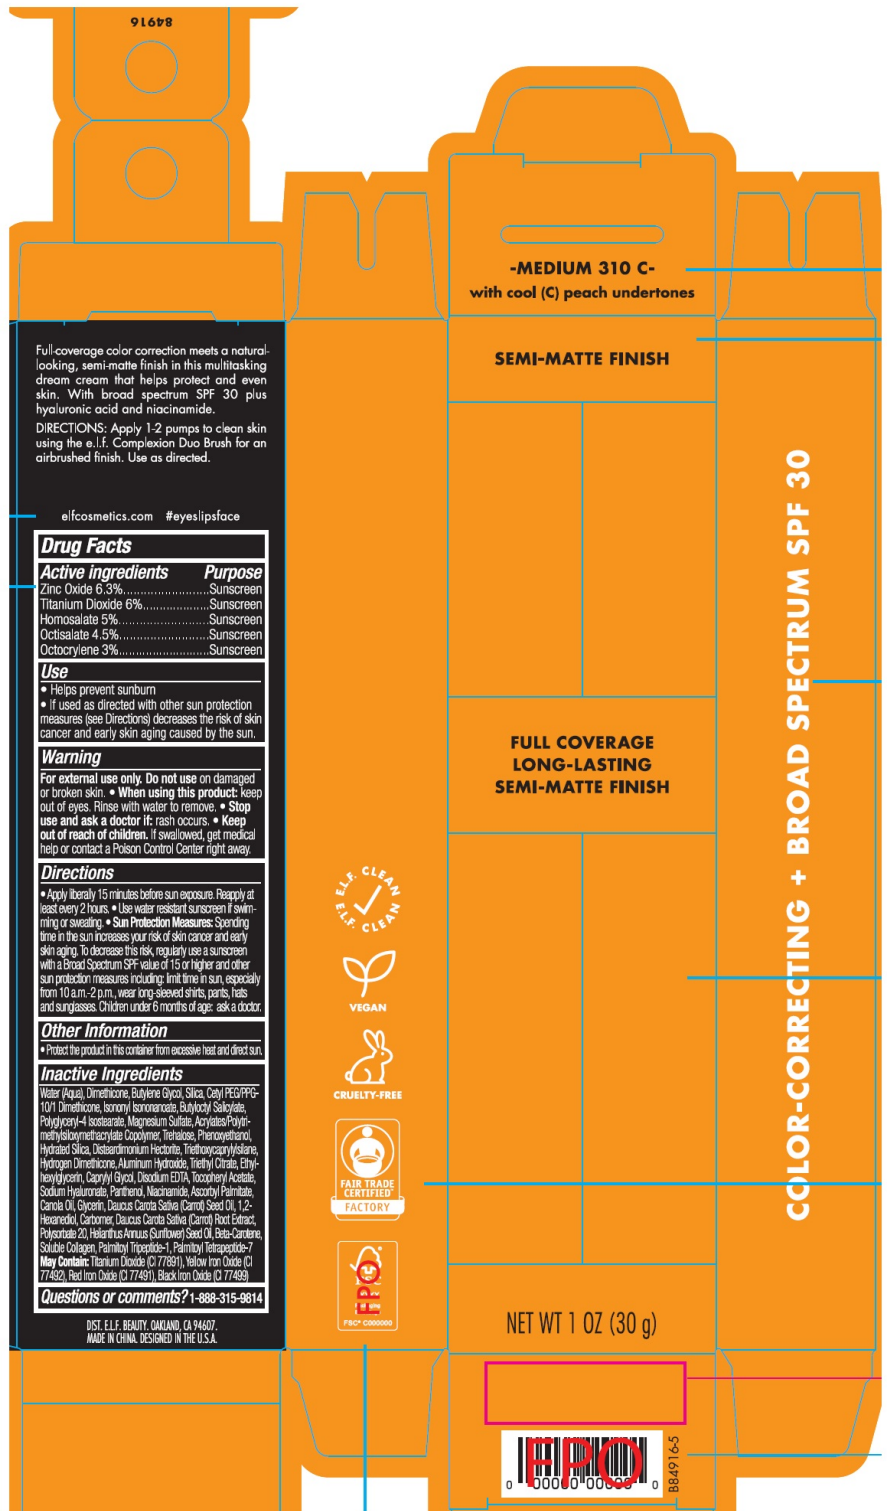 84916
-MEDIUM 310 C-
with cool (C) peach undertones
SEMI-MATTE FINISH
FULL COVERAGE
LONG-LASTING
SEMI-MATTE FINISH
NET WT 1 OZ (30 g)
FPO
0 00000 00000 0
B84916-5
COLOR-CORRECTING + BROAD SPECTRUM SPF 30
Full-coverage color correction meets a natural-
looking, semi-matte finish in this multitasking
dream cream that helps protect and even
skin. With broad spectrum SPF 30 plus
hyaluronic acid and niacinamide.
DIRECTIONS: Apply 1-2 pumps to clean skin
using the e.l.f. Complexion Duo Brush for an
airbrushed finish. Use as directed.
elfcosmetics.com #eyeslipsface
Drug Facts
Active ingredients Purpose
Zinc Oxide 6.3%..........................Sunscreen
Titanium Dioxide 6%....................Sunscreen
Homosalate 5%...........................Sunscreen
Octisalate 4.5%...........................Sunscreen
Octocrylene 3%...........................Sunscreen
Use
• Helps prevent sunburn
• If used as directed with other sun protection
measures (see Directions) decreases the risk of skin
cancer and early skin aging caused by the sun.
Warning
For external use only. Do not use on damaged
or broken skin. • When using this product: keep
out of eyes. Rinse with water to remove. • Stop
use and ask a doctor if: rash occurs. • Keep
out of reach of children. If swallowed, get medical
help or contact a Poison Control Center right away.
Directions
• Apply liberally 15 minutes before sun exposure. Reapply at
least every 2 hours. • Use water resistant sunscreen if swim-
ming or sweating. • Sun Protection Measures: Spending
time in the sun increases your risk of skin cancer and early
skin aging. To decrease this risk, regularly use a sunscreen
with a Broad Spectrum SPF value of 15 or higher and other
sun protection measures including: limit time in sun, especially
from 10 a.m.-2 p.m., wear long-sleeved shirts, pants, hats
and sunglasses. Children under 6 months of age: ask a doctor.
Other Information
• Protect the product in this container from excessive heat and direct sun.
Inactive Ingredients
Water (Aqua), Dimethicone, Butylene Glycol, Silica, Cetyl PEG/PPG-
10/1 Dimethicone, Isononyl Isononanoate, Butyloctyl Salicylate,
Polyglyceryl-4 Isostearate, Magnesium Sulfate, Acrylates/Polytri-
methylsiloxymethacrylate Copolymer, Trehalose, Phenoxyethanol,
Hydrated Silica, Disteardimonium Hectorite, Triethoxycaprylylsilane,
Hydrogen Dimethicone, Aluminum Hydroxide, Triethyl Citrate, Ethyl-
hexylglycerin, Caprylyl Glycol, Disodium EDTA, Tocopheryl Acetate,
Sodium Hyaluronate, Panthenol, Niacinamide, Ascorbyl Palmitate,
Canola Oil, Glycerin, Daucus Carota Sativa (Carrot) Seed Oil, 1,2-
Hexanediol, Carbomer, Daucus Carota Sativa (Carrot) Root Extract,
Polysorbate 20, Helianthus Annuus (Sunflower) Seed Oil, Beta-Carotene,
Soluble Collagen, Palmitoyl Tripeptide-1, Palmitoyl Tetrapeptide-7
May Contain: Titanium Dioxide (CI 77891), Yellow Iron Oxide (CI
77492), Red Iron Oxide (CI 77491), Black Iron Oxide (CI 77499)
Questions or comments? 1-888-315-9814
DIST. E.L.F. BEAUTY. OAKLAND, CA 94607.
MADE IN CHINA. DESIGNED IN THE U.S.A.
E.L.F. CLEAN
E.L.F. CLEAN
VEGAN
CRUELTY-FREE
FAIR TRADE
CERTIFIED
FACTORY
FPO
FSC® C000000